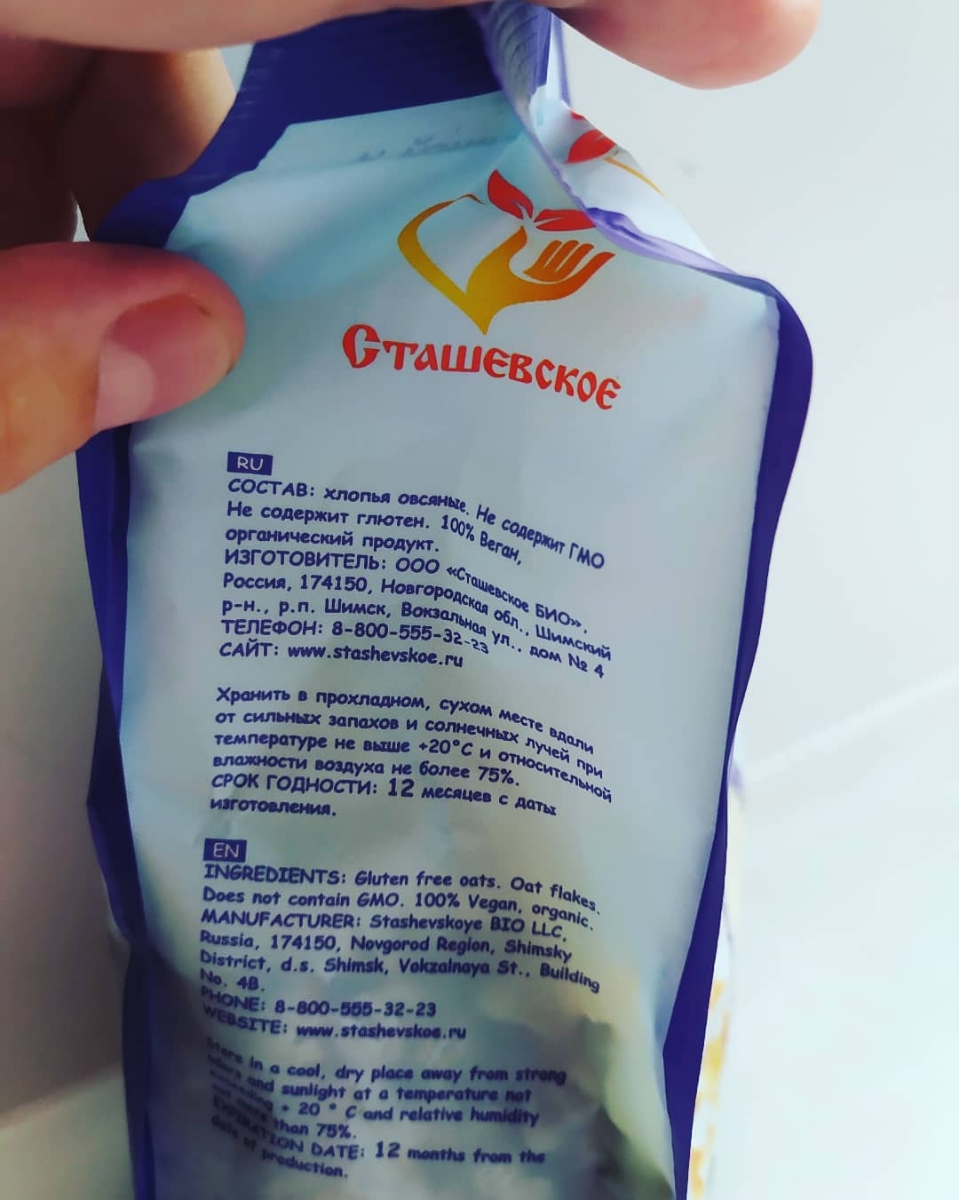 Сташевское
RU
СОСТАВ: хлопья овсяные. Не содержит ГМО
Не содержит глютен. 100% Веган,
органический продукт.
ИЗГОТОВИТЕЛЬ: ООО «Сташевское БИО»,
Россия, 174150, Новгородская обл., Шимский
р-н., р.п. Шимск, Вокзальная ул., дом № 4
ТЕЛЕФОН: 8-800-555-32-23
САЙТ: www.stashevskoe.ru
Хранить в прохладном, сухом месте вдали
от сильных запахов и солнечных лучей при
температуре не выше +20°C и относительной
влажности воздуха не более 75%.
СРОК ГОДНОСТИ: 12 месяцев с даты
изготовления.
EN
INGREDIENTS: Gluten free oats. Oat flakes.
Does not contain GMO. 100% Vegan, organic.
MANUFACTURER: Stashevskoye BIO LLC,
Russia, 174150, Novgorod Region, Shimsky
District, d.s. Shimsk, Vokzalnaya St., Building
No. 4B.
PHONE: 8-800-555-32-23
WEBSITE: www.stashevskoe.ru
Store in a cool, dry place away from strong
odors and sunlight at a temperature not
exceeding + 20 ° C and relative humidity
not more than 75%.
EXPIRATION DATE: 12 months from the
date of production.